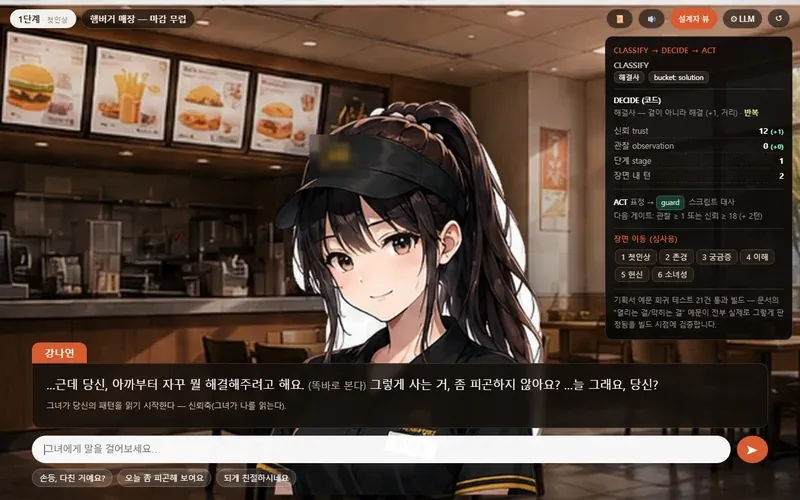 1단계 · 첫인상
햄버거 매장 — 마감 무렵
설계자 뷰
⚙ LLM
↺
CLASSIFY → DECIDE → ACT
CLASSIFY
해결사 bucket: solution
DECIDE (코드)
해결사 — 곁이 아니라 해결 (+1, 거리) · 반복
신뢰 trust 12 (+1)
관찰 observation 0 (+0)
단계 stage 1
장면 내 턴 2
ACT 표정 → guard 스크립트 대사
다음 게이트: 관찰 ≥ 1 또는 신뢰 ≥ 18 (+ 2턴)
장면 이동 (심사용)
1 첫인상 2 존경 3 궁금증 4 이해
5 헌신 6 소녀성
기획서 예문 회귀 테스트 21건 통과 빌드 — 문서의
"열리는 결/막히는 결" 예문이 전부 실제로 그렇게 판
정됨을 빌드 시점에 검증합니다.
강나연
...근데 당신, 아까부터 자꾸 뭘 해결해주려고 해요. (똑바로 본다) 그렇게 사는 거, 좀 피곤하지 않아요? ...늘 그래요, 당신?
그녀가 당신의 패턴을 읽기 시작한다 — 신뢰축(그녀가 나를 읽는다).
그녀에게 말을 걸어보세요...
손등, 다친 거예요? 오늘 좀 피곤해 보여요 되게 친절하시네요